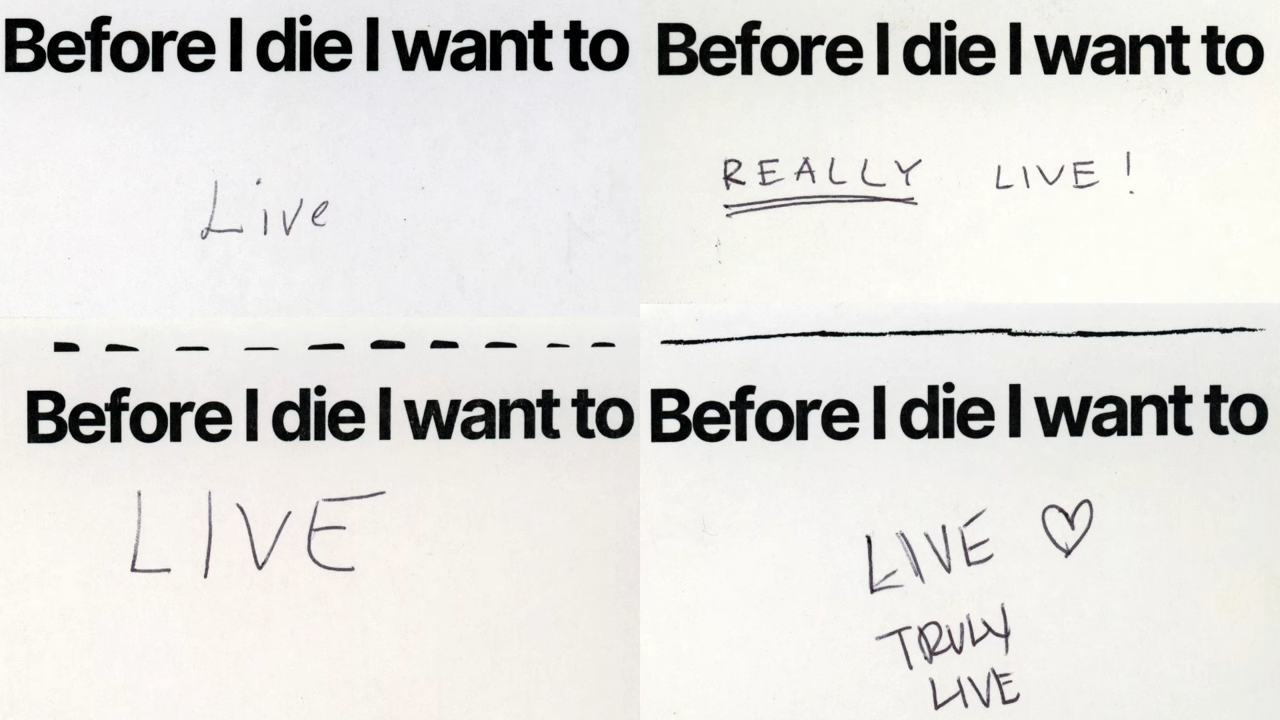 Before I die I want to
Live
Before I die I want to
REALLY LIVE!
Before I die I want to
LIVE
Before I die I want to
LIVE
TRULY
LIVE